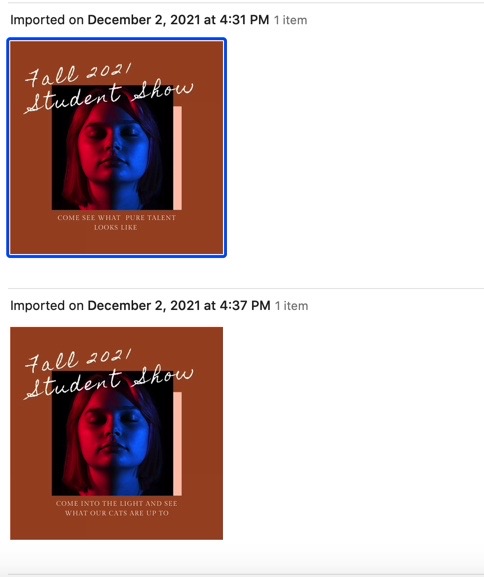 Imported on December 2, 2021 at 4:31 PM 1 item
Fall 2021
Student Show
COME SEE WHAT PURE TALENT
LOOKS LIKE
Imported on December 2, 2021 at 4:37 PM 1 item
Fall 2021
Student Show
COME INTO THE LIGHT AND SEE
WHAT OUR CATS ARE UP TO